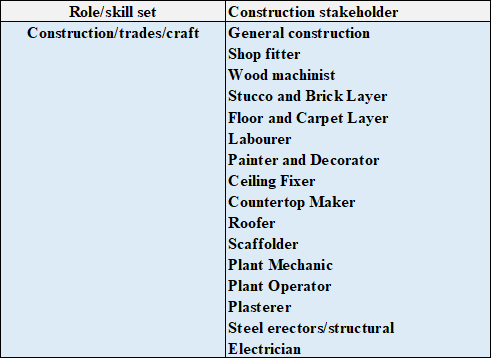 Role/skill set Construction stakeholder
Construction/trades/craft General construction
Shop fitter
Wood machinist
Stucco and Brick Layer
Floor and Carpet Layer
Labourer
Painter and Decorator
Ceiling Fixer
Countertop Maker
Roofer
Scaffolder
Plant Mechanic
Plant Operator
Plasterer
Steel erectors/structural
Electrician